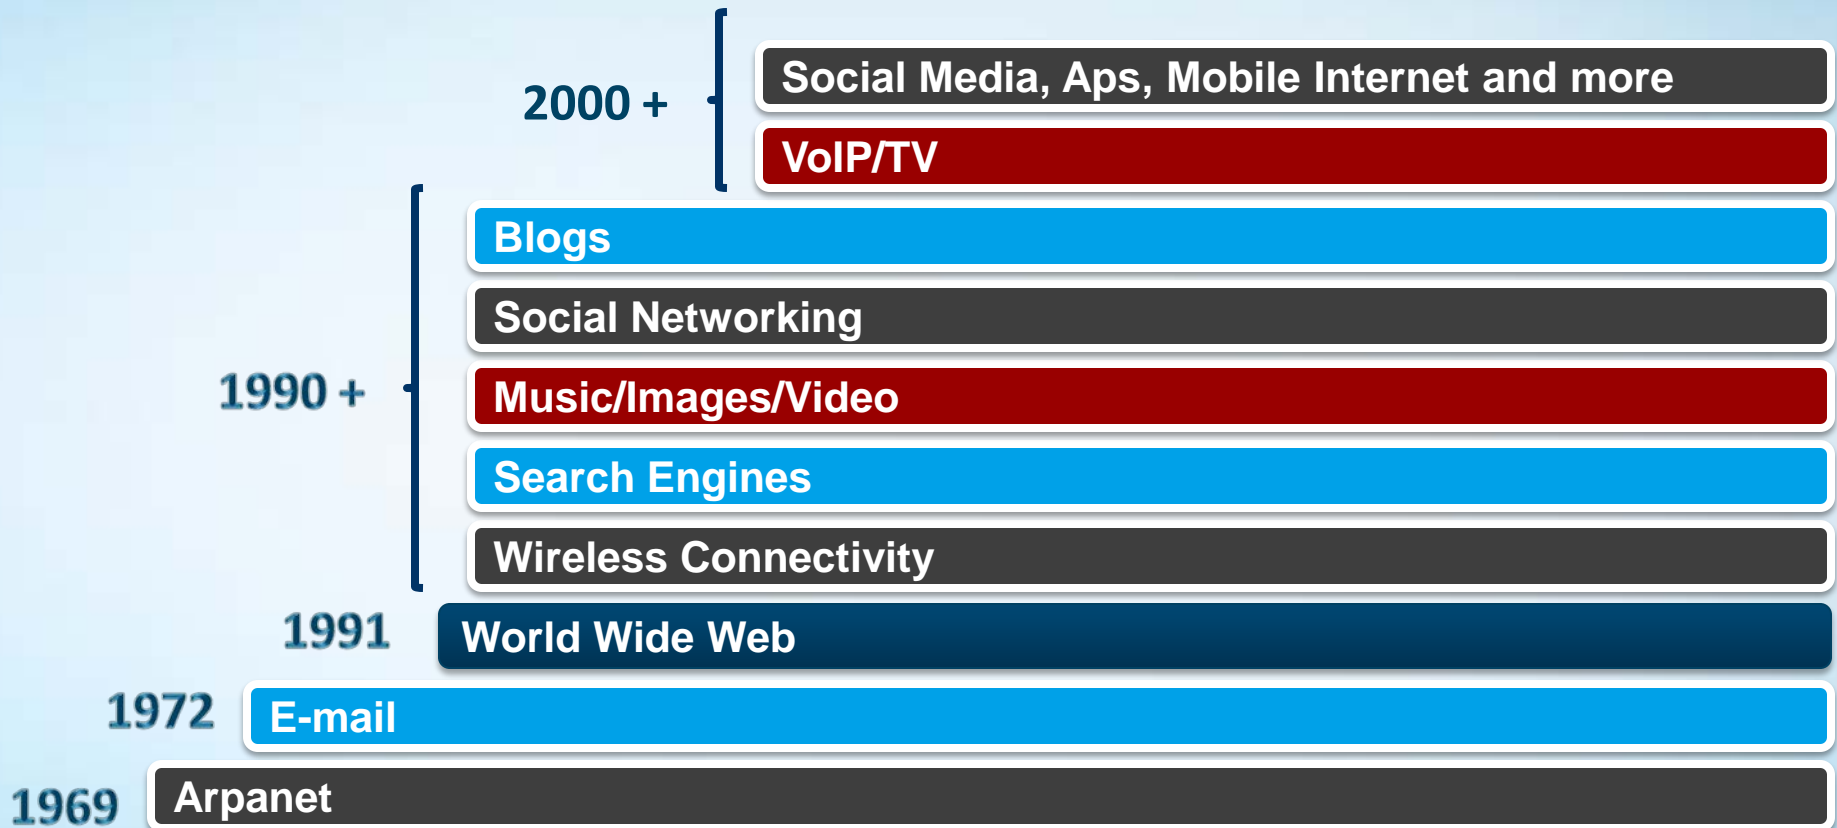 2000 +
Social Media, Aps, Mobile Internet and more
VoIP/TV
1990 +
Blogs
Social Networking
Music/Images/Video
Search Engines
Wireless Connectivity
1991 World Wide Web
1972 E-mail
1969 Arpanet